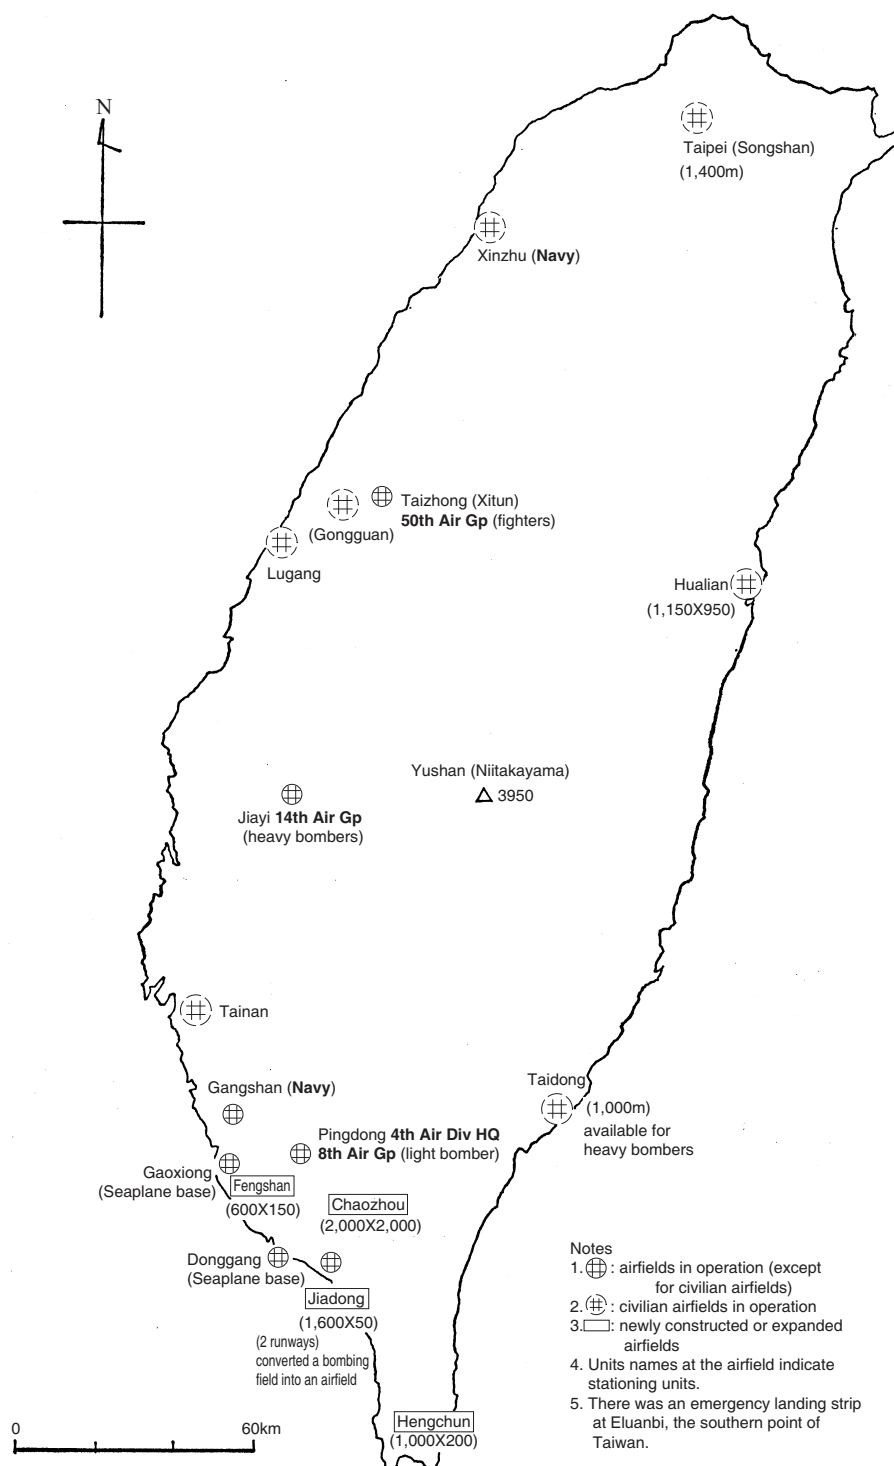 N
Taipei (Songshan)
(1,400m)
Xinzhu (Navy)
Taizhong (Xitun)
50th Air Gp (fighters)
(Gongguan)
Lugang
Hualian
(1,150X950)
Yushan (Niitakayama)
3950
Jiayi 14th Air Gp
(heavy bombers)
Tainan
Gangshan (Navy)
Taidong
(1,000m)
available for
heavy bombers
Pingdong 4th Air Div HQ
8th Air Gp (light bomber)
Gaoxiong
(Seaplane base)
Fengshan
(600X150)
Chaozhou
(2,000X2,000)
Donggang
(Seaplane base)
Jiadong
(1,600X50)
(2 runways)
converted a bombing
field into an airfield
Hengchun
(1,000X200)
Notes
1. : airfields in operation (except
for civilian airfields)
2. : civilian airfields in operation
3. : newly constructed or expanded
airfields
4. Units names at the airfield indicate
stationing units.
5. There was an emergency landing strip
at Eluanbi, the southern point of
Taiwan.
0 60km